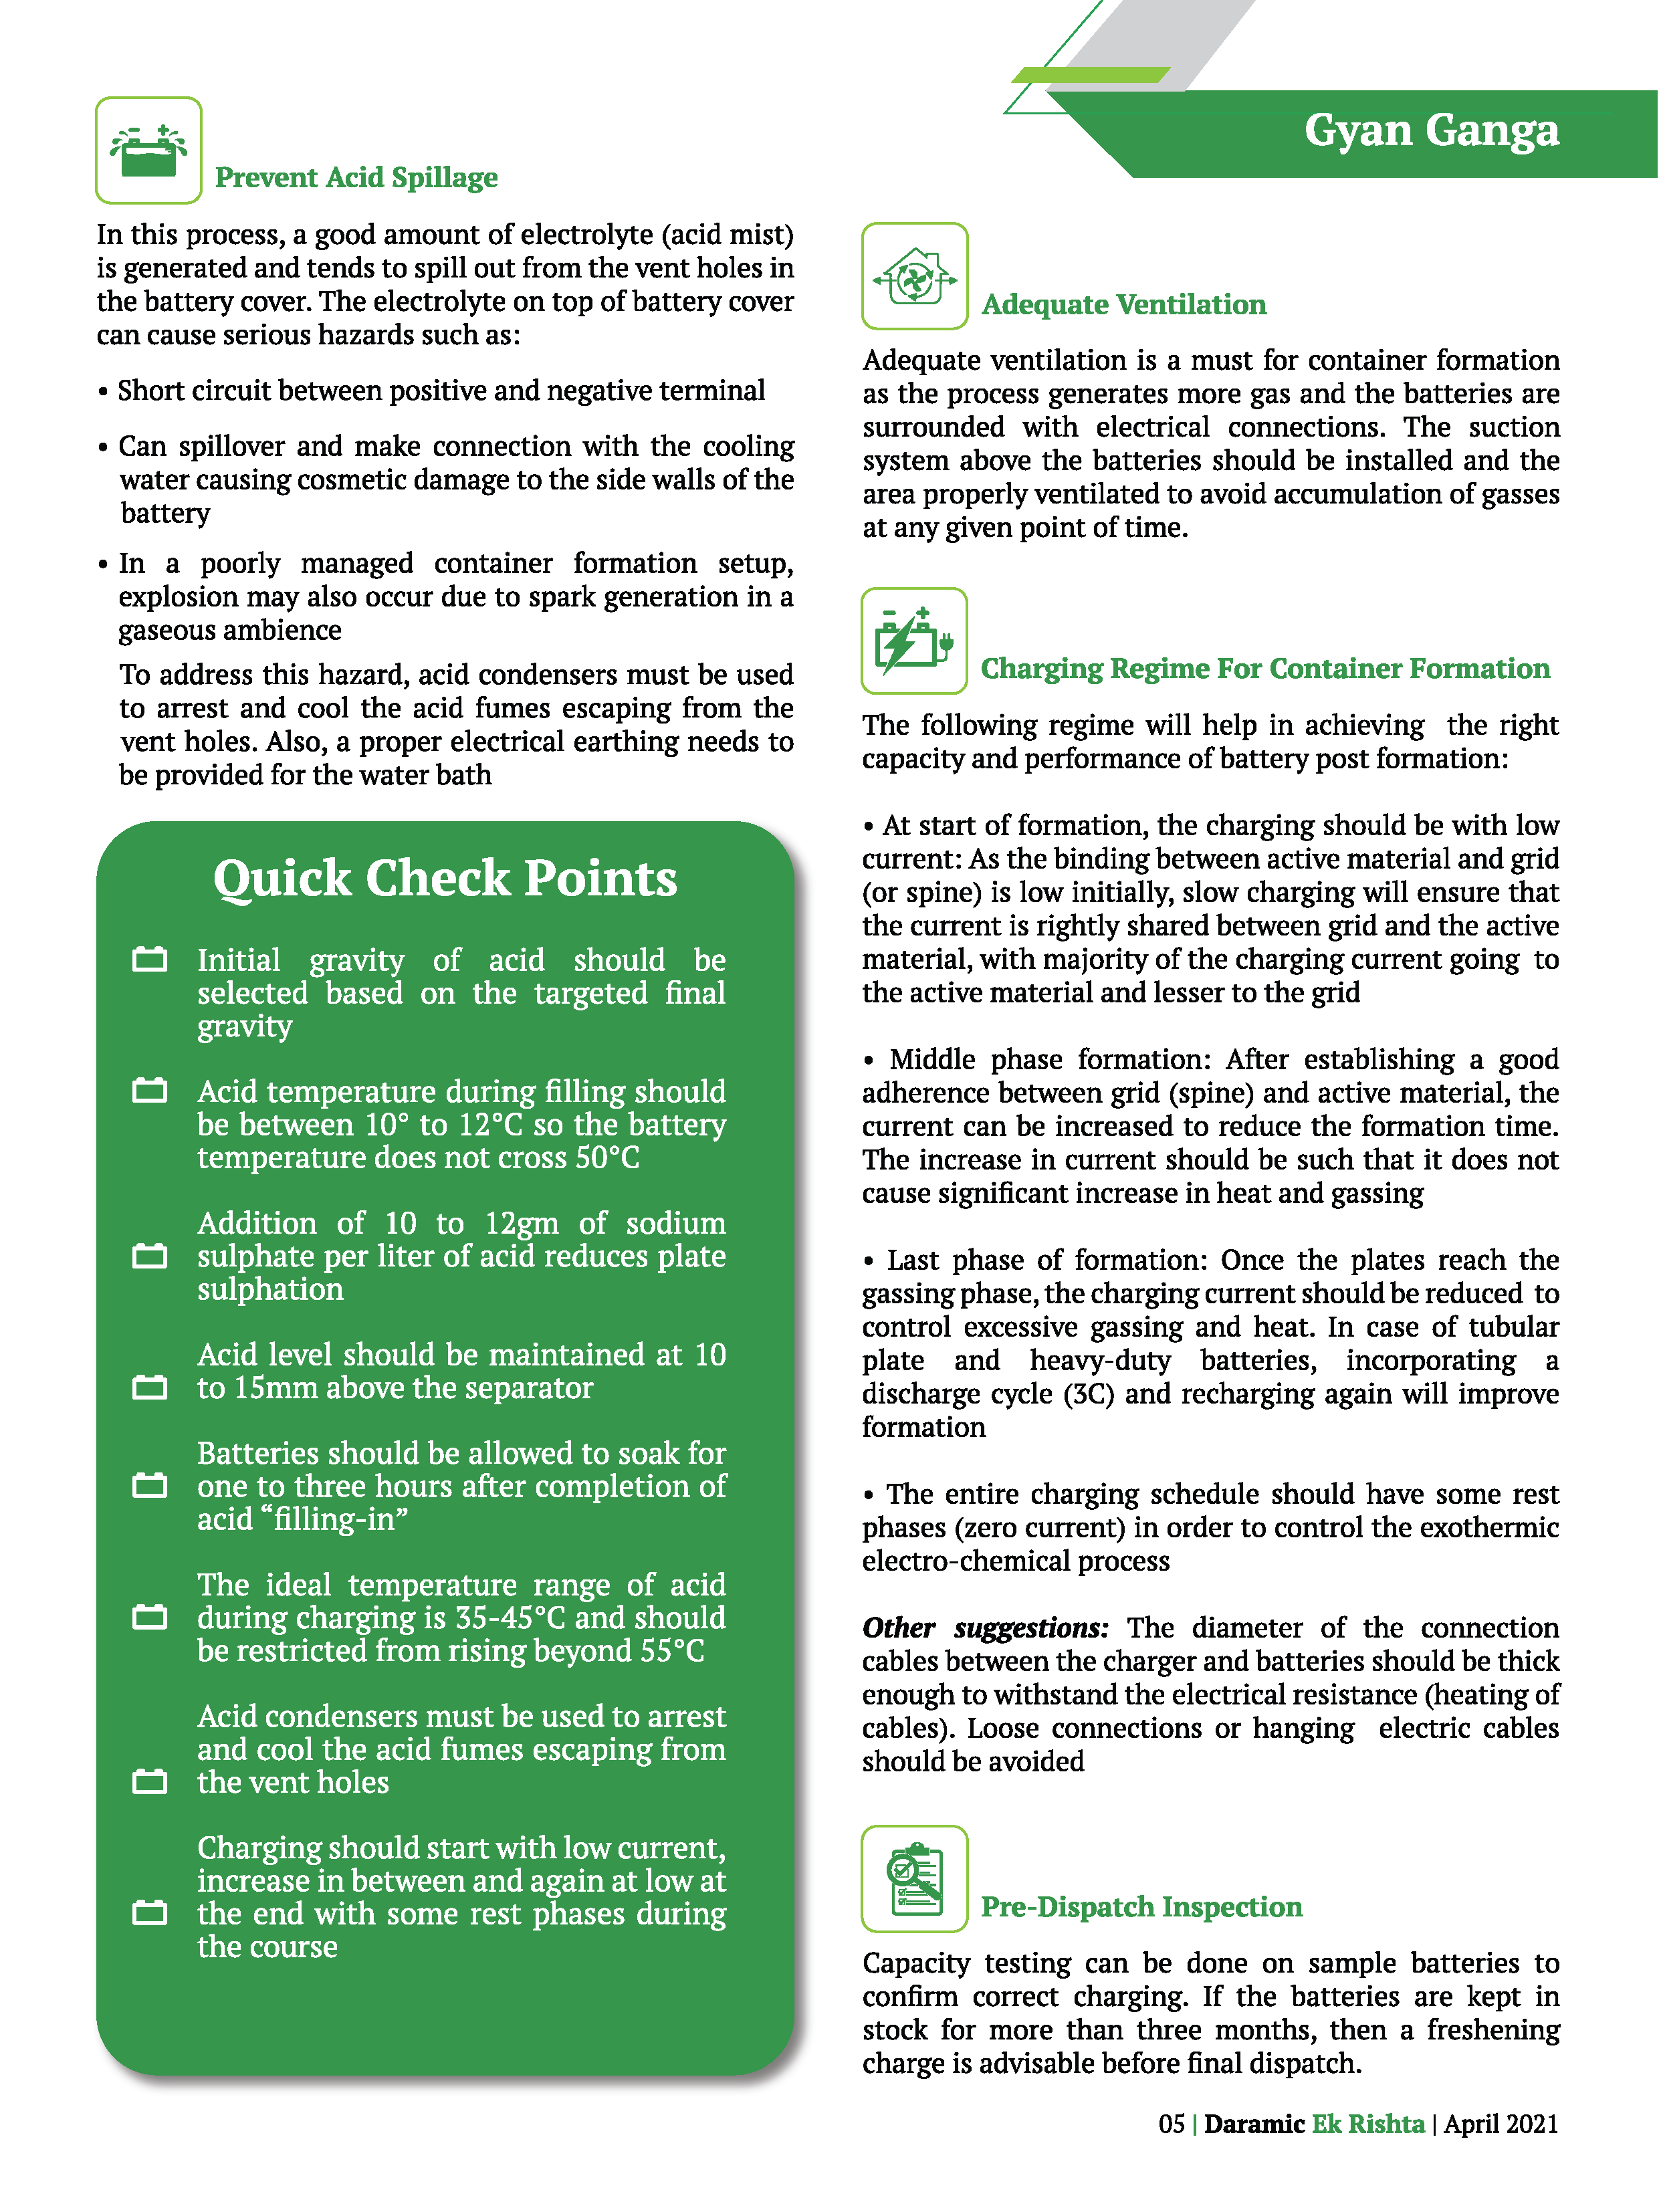 Gyan Ganga
Prevent Acid Spillage
In this process, a good amount of electrolyte (acid mist)
is generated and tends to spill out from the vent holes in
the battery cover. The electrolyte on top of battery cover
can cause serious hazards such as:
• Short circuit between positive and negative terminal
• Can spillover and make connection with the cooling
water causing cosmetic damage to the side walls of the
battery
• In a poorly managed container formation setup,
explosion may also occur due to spark generation in a
gaseous ambience
To address this hazard, acid condensers must be used
to arrest and cool the acid fumes escaping from the
vent holes. Also, a proper electrical earthing needs to
be provided for the water bath
Quick Check Points
Initial gravity of acid should be
selected based on the targeted final
gravity
Acid temperature during filling should
be between 10° to 12°C so the battery
temperature does not cross 50°C
Addition of 10 to 12gm of sodium
sulphate per liter of acid reduces plate
sulphation
Acid level should be maintained at 10
to 15mm above the separator
Batteries should be allowed to soak for
one to three hours after completion of
acid “filling-in”
The ideal temperature range of acid
during charging is 35-45°C and should
be restricted from rising beyond 55°C
Acid condensers must be used to arrest
and cool the acid fumes escaping from
the vent holes
Charging should start with low current,
increase in between and again at low at
the end with some rest phases during
the course
Adequate Ventilation
Adequate ventilation is a must for container formation
as the process generates more gas and the batteries are
surrounded with electrical connections. The suction
system above the batteries should be installed and the
area properly ventilated to avoid accumulation of gasses
at any given point of time.
Charging Regime For Container Formation
The following regime will help in achieving the right
capacity and performance of battery post formation:
• At start of formation, the charging should be with low
current: As the binding between active material and grid
(or spine) is low initially, slow charging will ensure that
the current is rightly shared between grid and the active
material, with majority of the charging current going to
the active material and lesser to the grid
• Middle phase formation: After establishing a good
adherence between grid (spine) and active material, the
current can be increased to reduce the formation time.
The increase in current should be such that it does not
cause significant increase in heat and gassing
• Last phase of formation: Once the plates reach the
gassing phase, the charging current should be reduced to
control excessive gassing and heat. In case of tubular
plate and heavy-duty batteries, incorporating a
discharge cycle (3C) and recharging again will improve
formation
• The entire charging schedule should have some rest
phases (zero current) in order to control the exothermic
electro-chemical process
Other suggestions: The diameter of the connection
cables between the charger and batteries should be thick
enough to withstand the electrical resistance (heating of
cables). Loose connections or hanging electric cables
should be avoided
Pre-Dispatch Inspection
Capacity testing can be done on sample batteries to
confirm correct charging. If the batteries are kept in
stock for more than three months, then a freshening
charge is advisable before final dispatch.
05 | Daramic Ek Rishta | April 2021